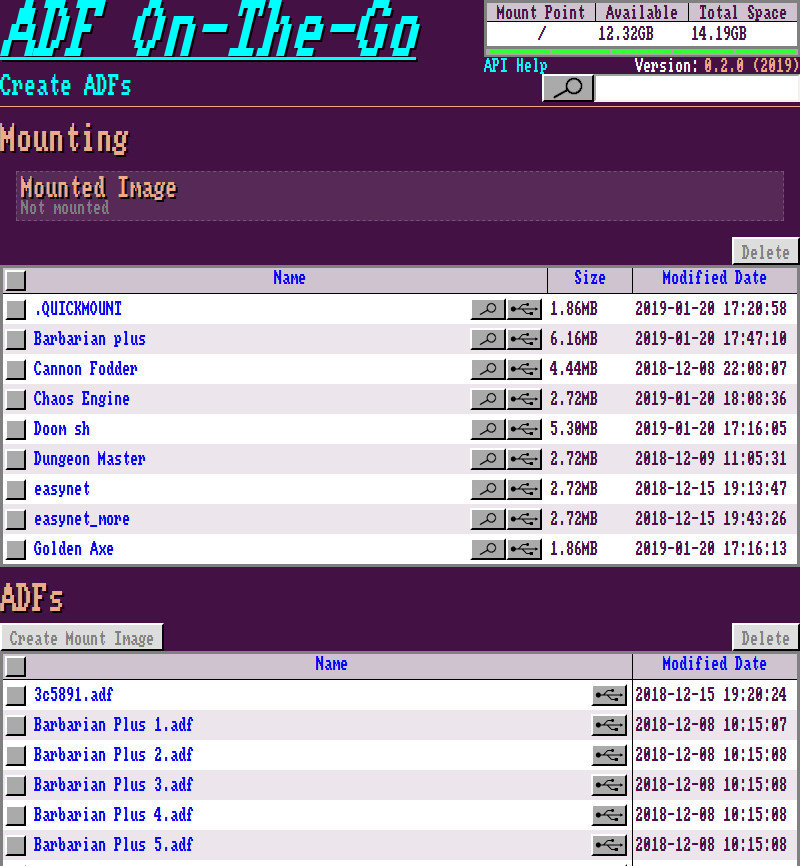 ADF On-The-Go
Mount Point Available Total Space
/ 12.32GB 14.19GB
API Help Version: 0.2.0 (2019)
Create ADFs
Mounting
Mounted Image
Not mounted
Delete
Name Size Modified Date
.QUICKMOUNT 1.86MB 2019-01-20 17:20:58
Barbarian plus 6.16MB 2019-01-20 17:47:10
Cannon Fodder 4.44MB 2018-12-08 22:08:07
Chaos Engine 2.72MB 2019-01-20 18:08:36
Doom sh 5.30MB 2019-01-20 17:16:05
Dungeon Master 2.72MB 2018-12-09 11:05:31
easynet 2.72MB 2018-12-15 19:13:47
easynet_more 2.72MB 2018-12-15 19:43:26
Golden Axe 1.86MB 2019-01-20 17:16:13
ADFs
Create Mount Image Delete
Name Modified Date
3c5891.adf 2018-12-15 19:20:24
Barbarian Plus 1.adf 2018-12-08 10:15:07
Barbarian Plus 2.adf 2018-12-08 10:15:08
Barbarian Plus 3.adf 2018-12-08 10:15:08
Barbarian Plus 4.adf 2018-12-08 10:15:08
Barbarian Plus 5.adf 2018-12-08 10:15:08